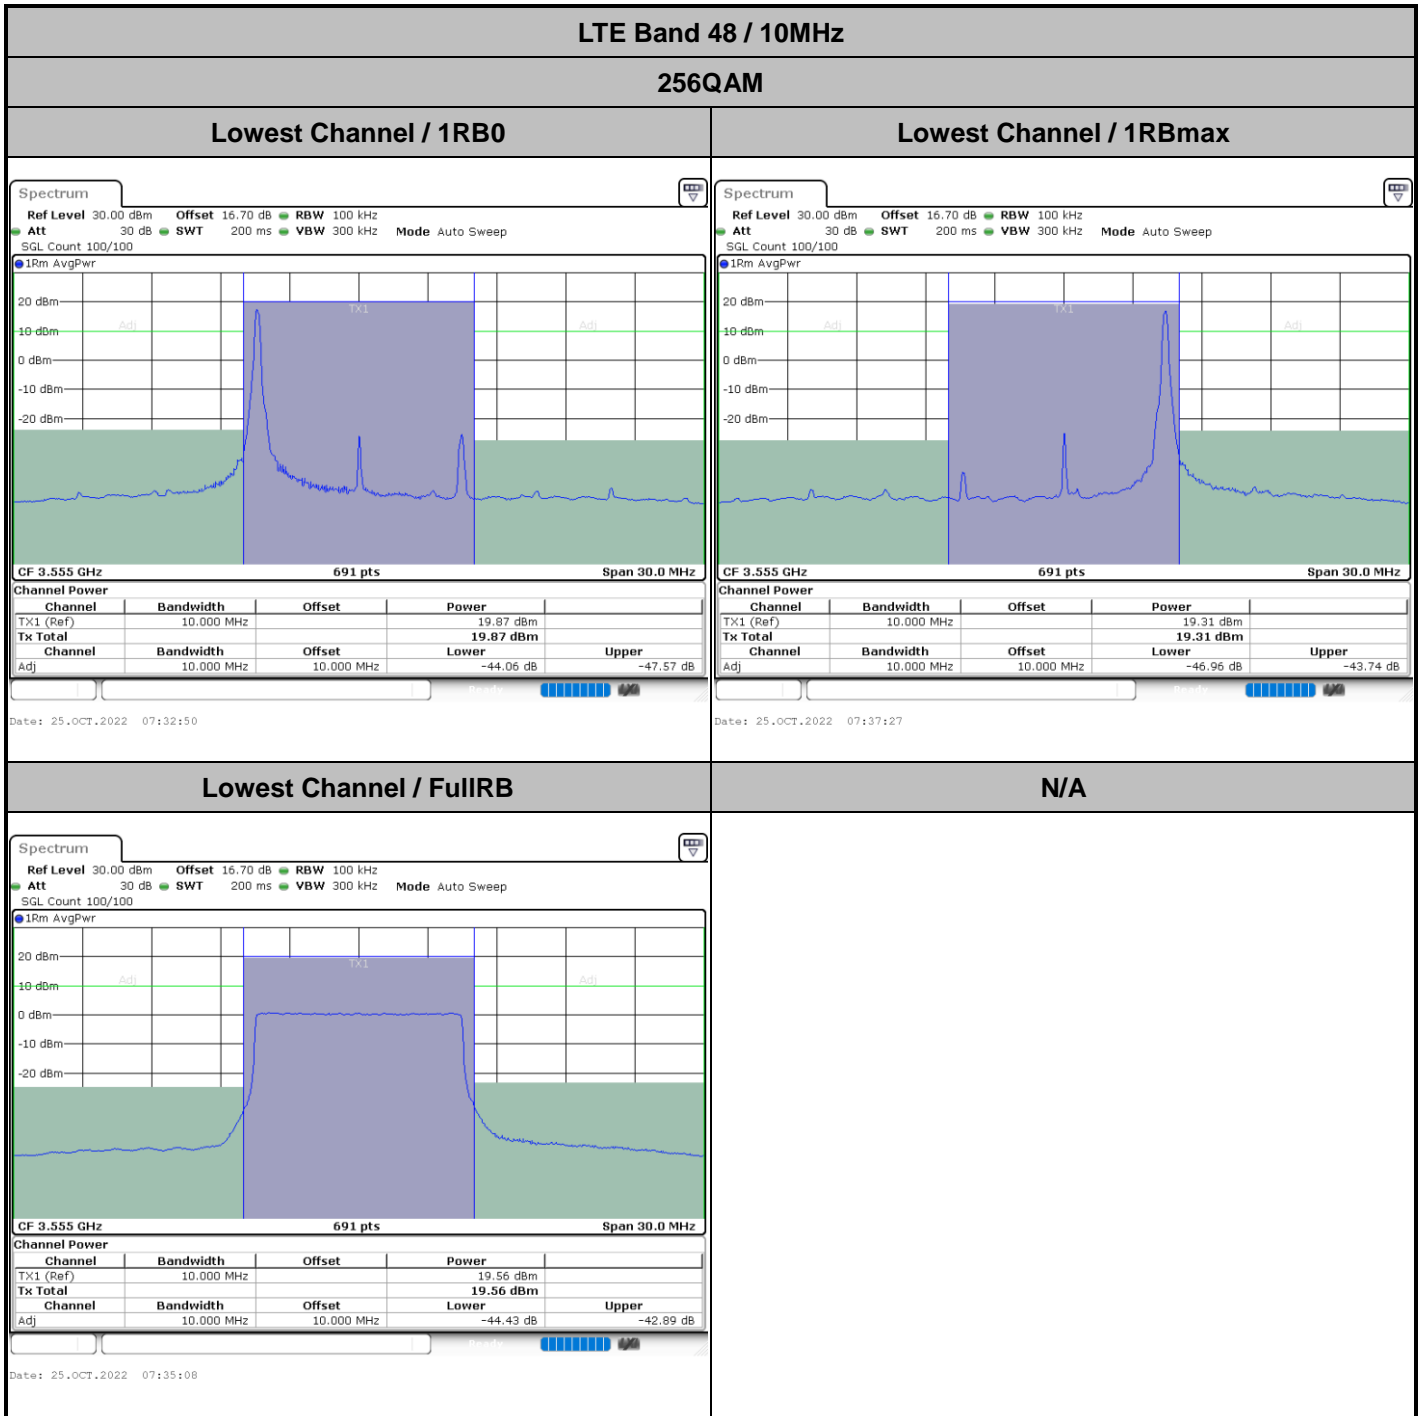 LTE Band 48 / 10MHz
256QAM
Lowest Channel / 1RB0
Lowest Channel / 1RBmax
Spectrum
Ref Level 30.00 dBm Offset 16.70 dB RBW 100 kHz
Att 30 dB SWT 200 ms VBW 300 kHz Mode Auto Sweep
SGL Count 100/100
1Rm AvgPwr
TX1
20 dBm
Adj Adj
10 dBm
0 dBm
-10 dBm
-20 dBm
CF 3.555 GHz 691 pts Span 30.0 MHz
Channel Power
Channel Bandwidth Offset Power
TX1 (Ref) 10.000 MHz 19.87 dBm
Tx Total 19.87 dBm
Channel Bandwidth Offset Lower Upper
Adj 10.000 MHz 10.000 MHz -44.06 dB -47.57 dB
Ready
Date: 25.OCT.2022 07:32:50
Spectrum
Ref Level 30.00 dBm Offset 16.70 dB RBW 100 kHz
Att 30 dB SWT 200 ms VBW 300 kHz Mode Auto Sweep
SGL Count 100/100
1Rm AvgPwr
TX1
20 dBm
Adj Adj
10 dBm
0 dBm
-10 dBm
-20 dBm
CF 3.555 GHz 691 pts Span 30.0 MHz
Channel Power
Channel Bandwidth Offset Power
TX1 (Ref) 10.000 MHz 19.31 dBm
Tx Total 19.31 dBm
Channel Bandwidth Offset Lower Upper
Adj 10.000 MHz 10.000 MHz -46.96 dB -43.74 dB
Ready
Date: 25.OCT.2022 07:37:27
Lowest Channel / FullRB
N/A
Spectrum
Ref Level 30.00 dBm Offset 16.70 dB RBW 100 kHz
Att 30 dB SWT 200 ms VBW 300 kHz Mode Auto Sweep
SGL Count 100/100
1Rm AvgPwr
20 dBm
TX1
Adj Adj
10 dBm
0 dBm
-10 dBm
-20 dBm
CF 3.555 GHz 691 pts Span 30.0 MHz
Channel Power
Channel Bandwidth Offset Power
TX1 (Ref) 10.000 MHz 19.56 dBm
Tx Total 19.56 dBm
Channel Bandwidth Offset Lower Upper
Adj 10.000 MHz 10.000 MHz -44.43 dB -42.89 dB
Ready
Date: 25.OCT.2022 07:35:08